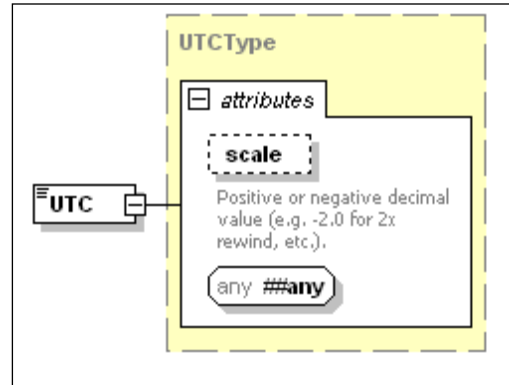 UTCType
attributes
scale
Positive or negative decimal
value (e.g. -2.0 for 2x
rewind, etc.).
UTC
any ##any